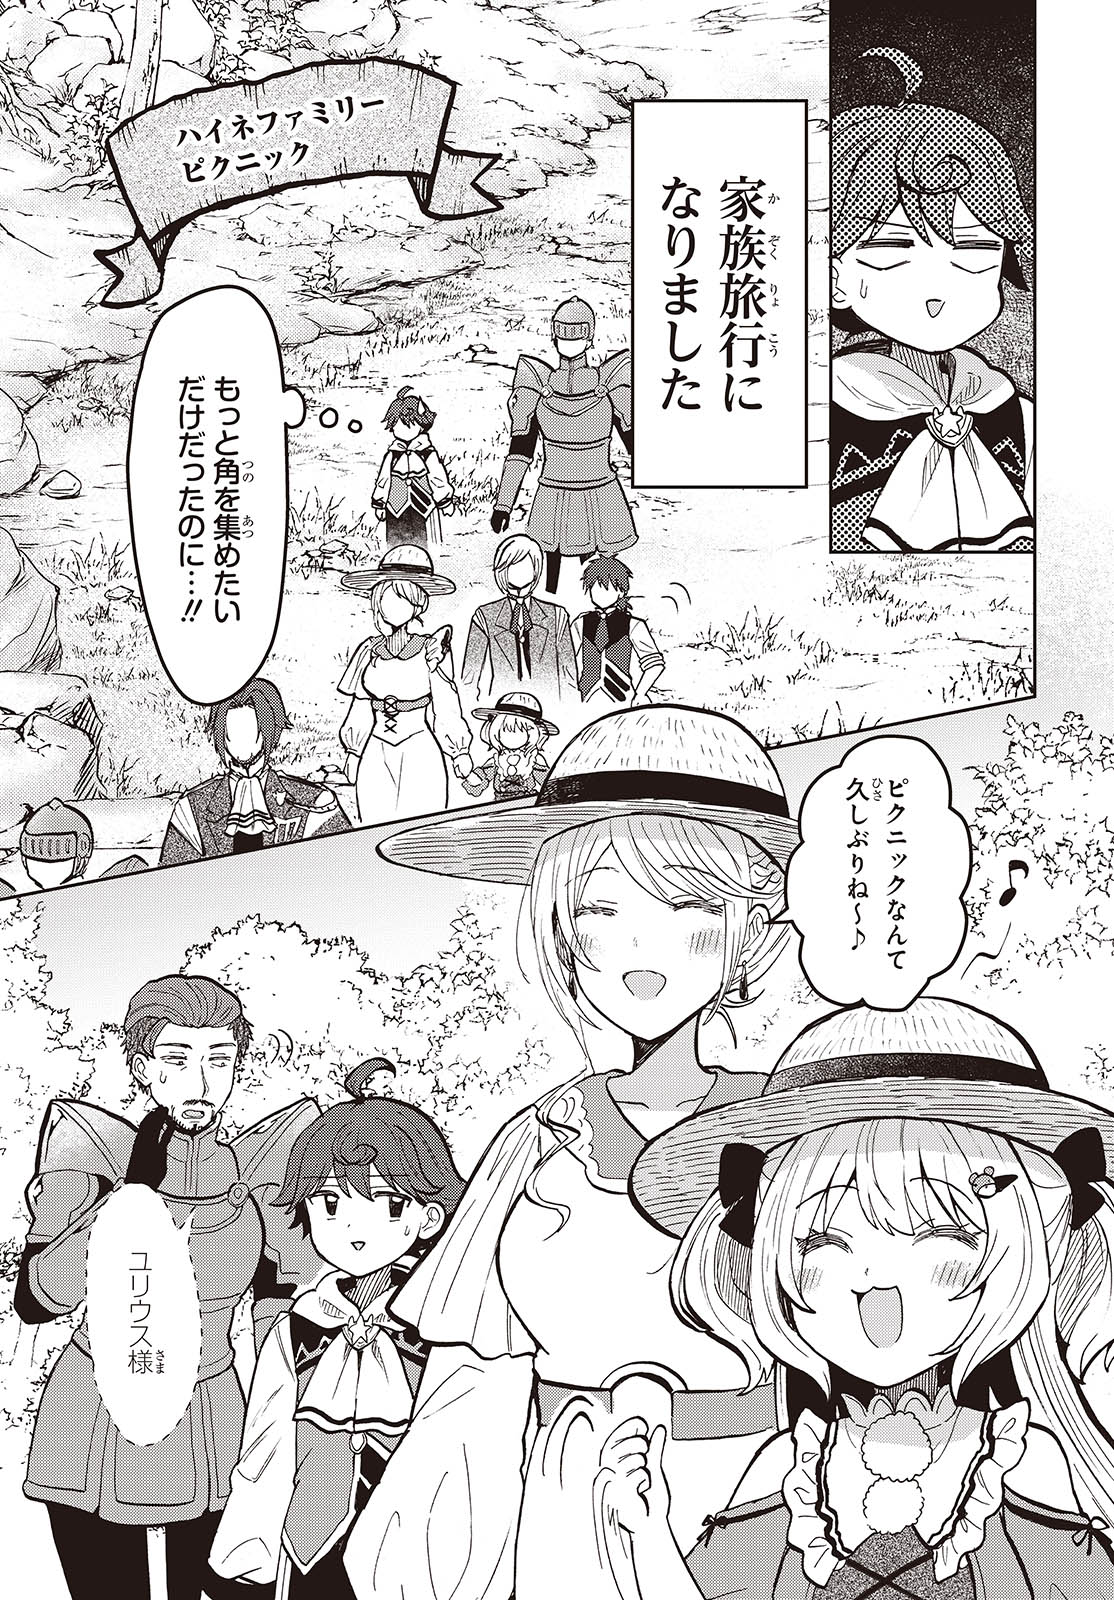 家族旅行に
なりました
ハイネファミリー
ピクニック
もっと角を集めたい
だけだったのに…!!
ピクニックなんて
久しぶりね〜♪
ユリウス様